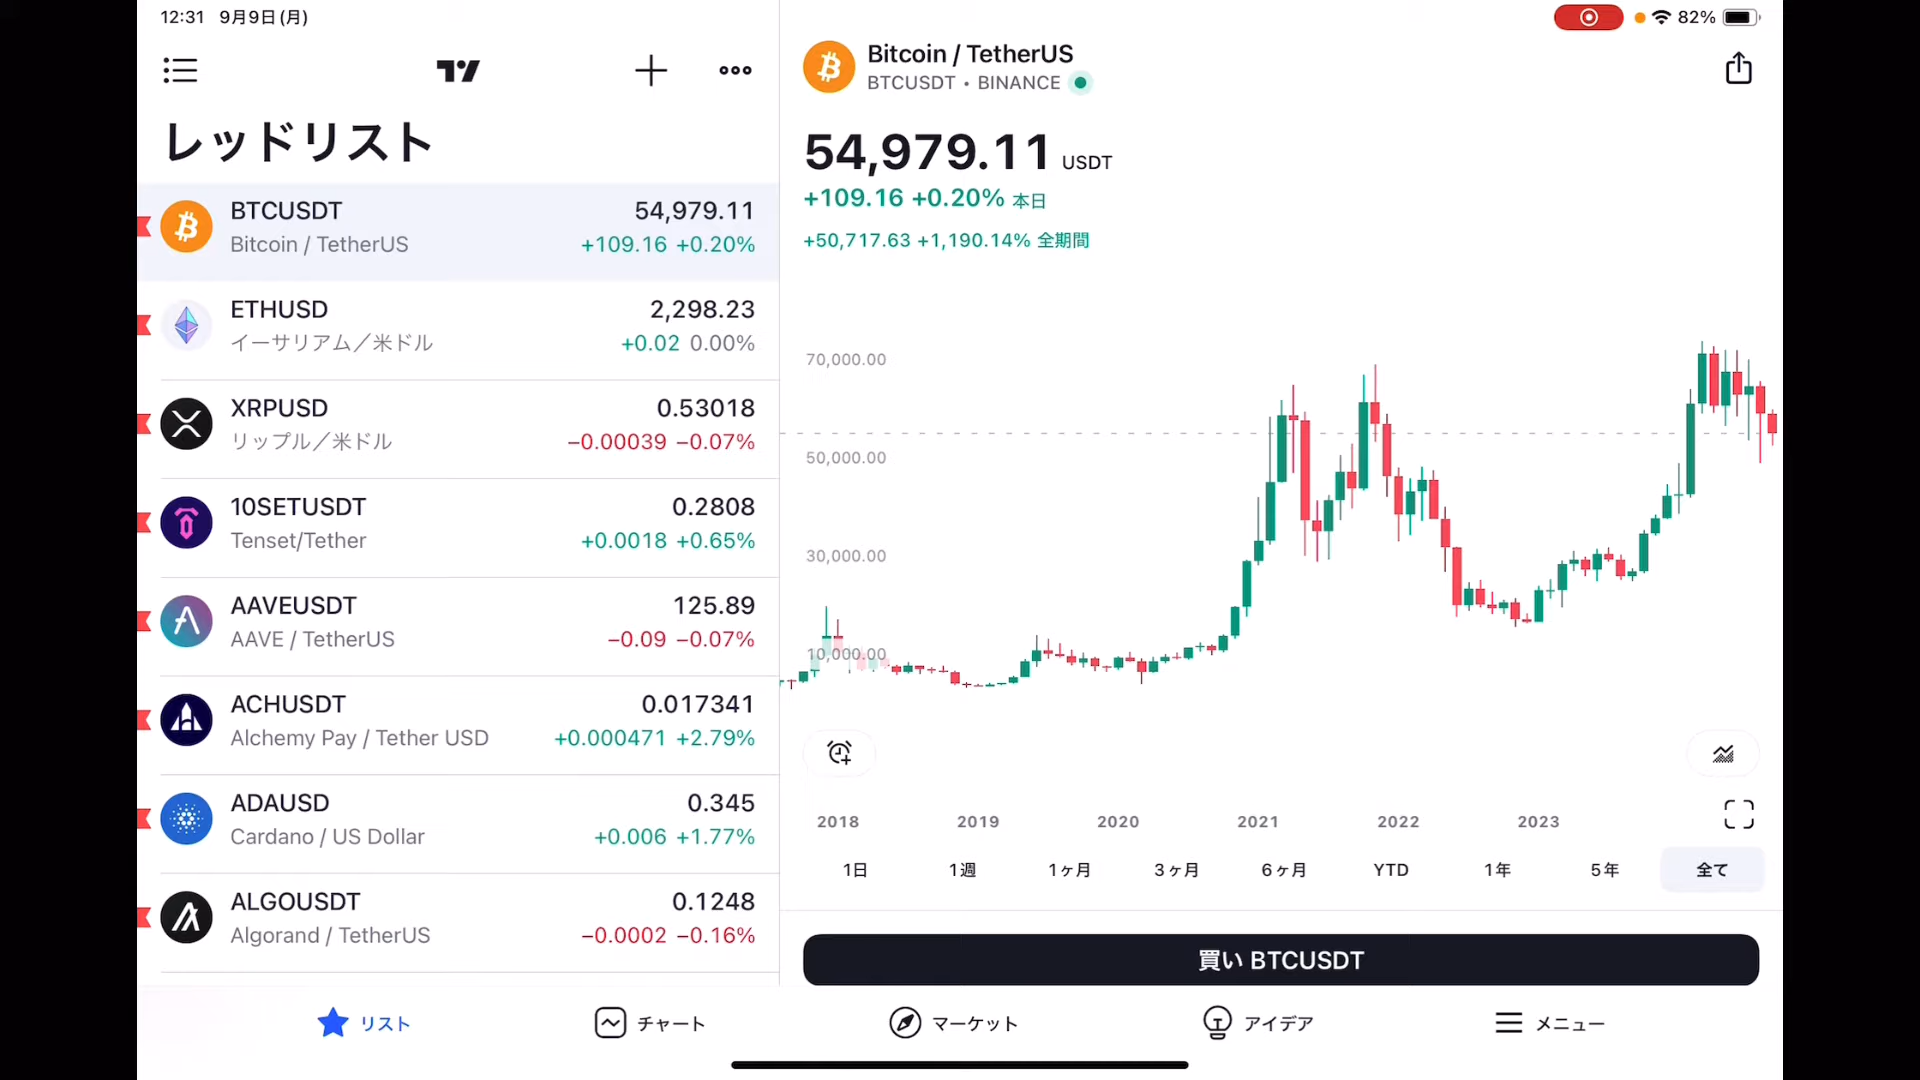 12:31 9月9日(月)
82%
レッドリスト
BTCUSDT 54,979.11
Bitcoin / TetherUS +109.16 +0.20%
ETHUSD 2,298.23
イーサリアム／米ドル +0.02 0.00%
XRPUSD 0.53018
リップル／米ドル −0.00039 −0.07%
10SETUSDT 0.2808
Tenset/Tether +0.0018 +0.65%
AAVEUSDT 125.89
AAVE / TetherUS −0.09 −0.07%
ACHUSDT 0.017341
Alchemy Pay / Tether USD +0.000471 +2.79%
ADAUSD 0.345
Cardano / US Dollar +0.006 +1.77%
ALGOUSDT 0.1248
Algorand / TetherUS −0.0002 −0.16%
Bitcoin / TetherUS
BTCUSDT • BINANCE
54,979.11 USDT
+109.16 +0.20% 本日
+50,717.63 +1,190.14% 全期間
70,000.00
50,000.00
30,000.00
10,000.00
2018 2019 2020 2021 2022 2023
1日 1週 1ヶ月 3ヶ月 6ヶ月 YTD 1年 5年 全て
買い BTCUSDT
リスト チャート マーケット アイデア メニュー